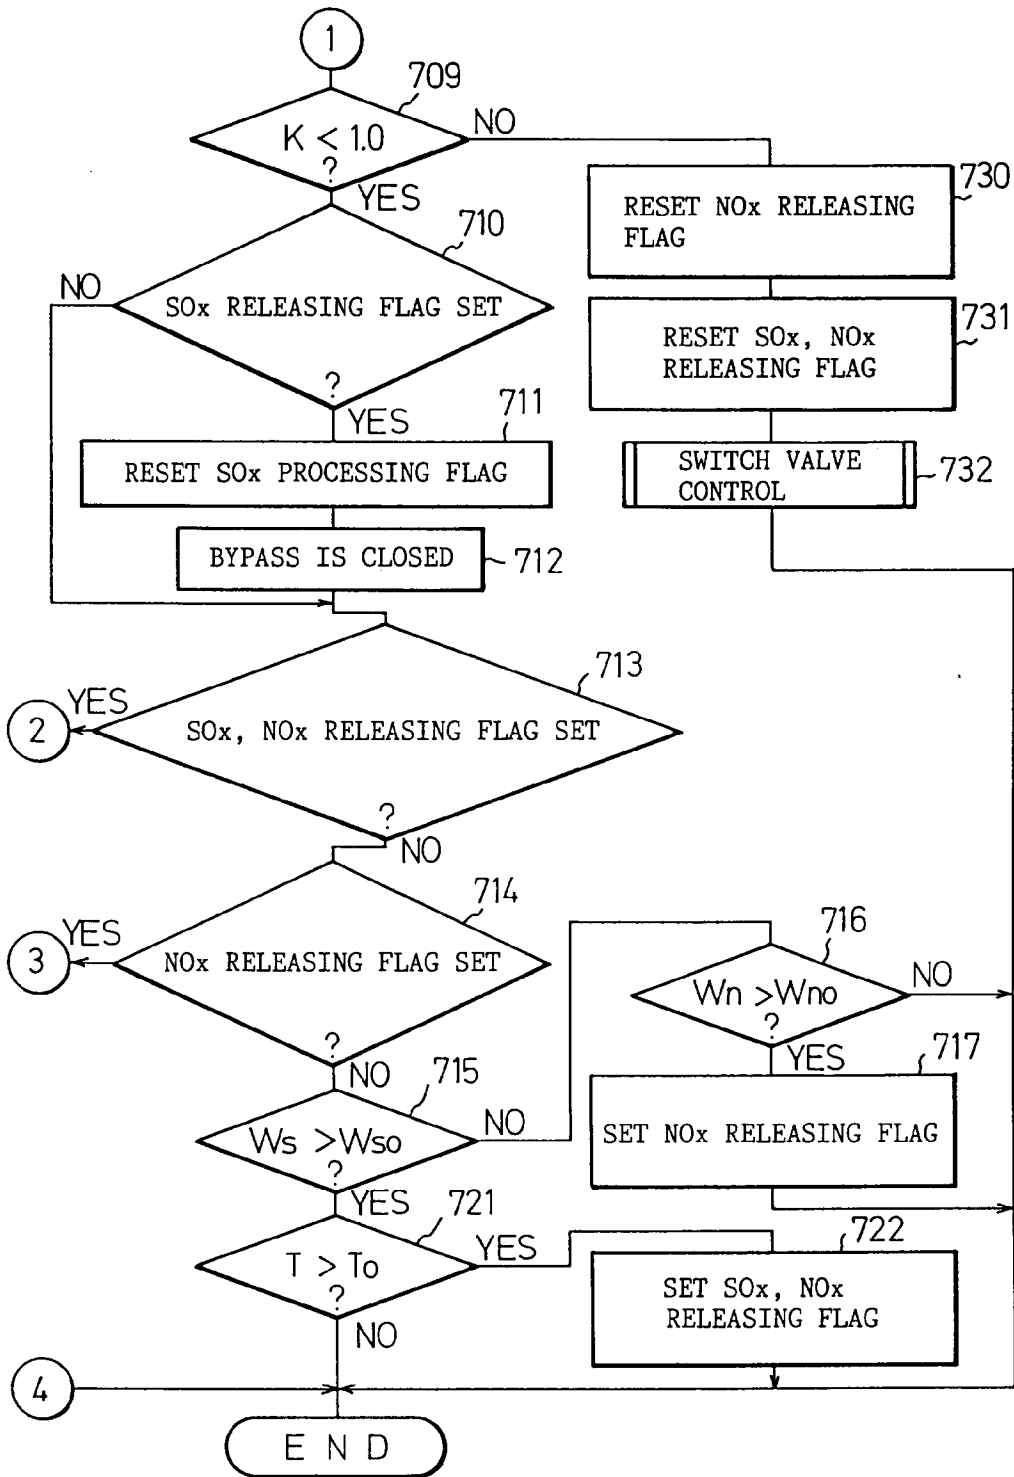 1
709
K < 1.0
?
NO
YES
730
RESET NOx RELEASING
FLAG
710
NO
SOx RELEASING FLAG SET
?
YES
731
RESET SOx, NOx
RELEASING FLAG
711
RESET SOx PROCESSING FLAG
SWITCH VALVE
CONTROL
732
BYPASS IS CLOSED
712
713
YES
2
SOx, NOx RELEASING FLAG SET
?
NO
714
YES
3
NOx RELEASING FLAG SET
?
NO
716
Wn >Wno
?
NO
YES
717
SET NOx RELEASING FLAG
715
Ws >Wso
?
NO
YES
721
T > To
?
YES
NO
722
SET SOx, NOx
RELEASING FLAG
4
END